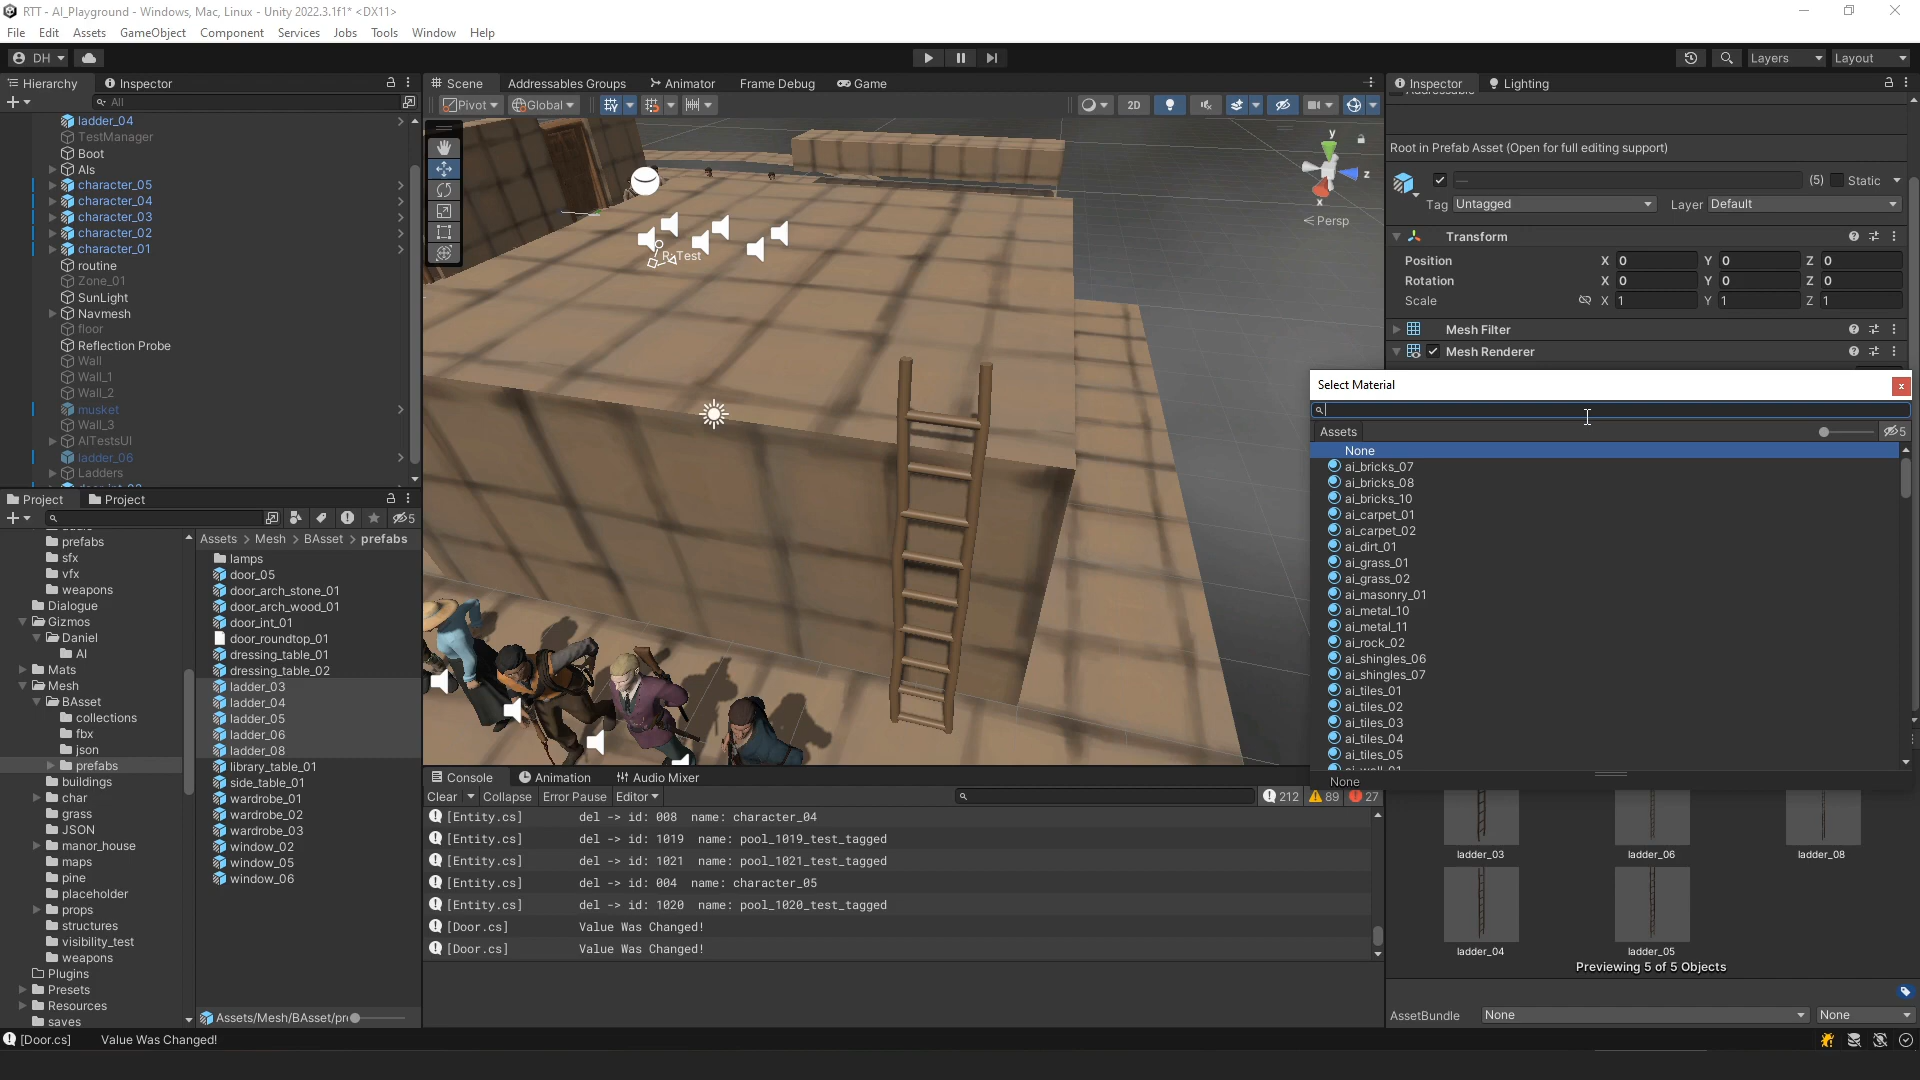 RTT - AI_Playground - Windows, Mac, Linux - Unity 2022.3.1f1* <DX11>
File Edit Assets GameObject Component Services Jobs Tools Window Help
DH Layers Layout
Hierarchy Inspector
All
ladder_04
TestManager
Boot
AIs
character_05
character_04
character_03
character_02
character_01
routine
Zone_01
SunLight
Navmesh
floor
Reflection Probe
Wall
Wall_1
Wall_2
musket
Wall_3
AITestsUI
ladder_06
Ladders
Scene Addressables Groups Animator Frame Debug Game
Pivot Global 2D
y
z
x
Persp
Inspector Lighting
Root in Prefab Asset (Open for full editing support)
— (5) Static
Tag Untagged Layer Default
Transform
Position X 0 Y 0 Z 0
Rotation X 0 Y 0 Z 0
Scale X 1 Y 1 Z 1
Mesh Filter
Mesh Renderer
Select Material
Assets 5
None
ai_bricks_07
ai_bricks_08
ai_bricks_10
ai_carpet_01
ai_carpet_02
ai_dirt_01
ai_grass_01
ai_grass_02
ai_masonry_01
ai_metal_10
ai_metal_11
ai_rock_02
ai_shingles_06
ai_shingles_07
ai_tiles_01
ai_tiles_02
ai_tiles_03
ai_tiles_04
ai_tiles_05
None
ladder_03 ladder_06 ladder_08
ladder_04 ladder_05
Previewing 5 of 5 Objects
AssetBundle None None
Project Project
5
prefabs
sfx
vfx
weapons
Dialogue
Gizmos
Daniel
AI
Mats
Mesh
BAsset
collections
fbx
json
prefabs
buildings
char
grass
JSON
manor_house
maps
pine
placeholder
props
structures
visibility_test
weapons
Plugins
Presets
Resources
saves
Assets > Mesh > BAsset > prefabs
lamps
door_05
door_arch_stone_01
door_arch_wood_01
door_int_01
door_roundtop_01
dressing_table_01
dressing_table_02
ladder_03
ladder_04
ladder_05
ladder_06
ladder_08
library_table_01
side_table_01
wardrobe_01
wardrobe_02
wardrobe_03
window_02
window_05
window_06
Assets/Mesh/BAsset/pr
Console Animation Audio Mixer
Clear Collapse Error Pause Editor 212 89 27
[Entity.cs] del -> id: 008 name: character_04
[Entity.cs] del -> id: 1019 name: pool_1019_test_tagged
[Entity.cs] del -> id: 1021 name: pool_1021_test_tagged
[Entity.cs] del -> id: 004 name: character_05
[Entity.cs] del -> id: 1020 name: pool_1020_test_tagged
[Door.cs] Value Was Changed!
[Door.cs] Value Was Changed!
[Door.cs] Value Was Changed!